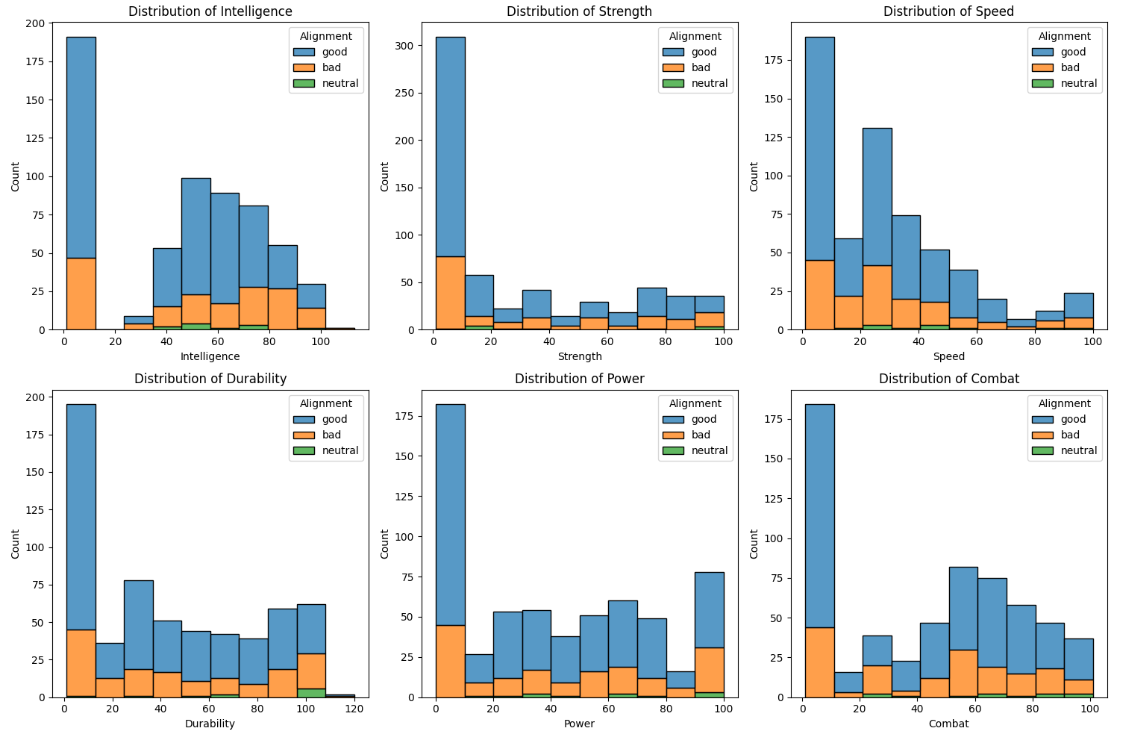 Distribution of Intelligence
200
175
150
125
100
75
50
25
0
Count
0
20
40
60
80
100
Intelligence
Alignment
good
bad
neutral
Distribution of Strength
300
250
200
150
100
50
0
Count
0
20
40
60
80
100
Strength
Alignment
good
bad
neutral
Distribution of Speed
175
150
125
100
75
50
25
0
Count
0
20
40
60
80
100
Speed
Alignment
good
bad
neutral
Distribution of Durability
200
175
150
125
100
75
50
25
0
Count
0
20
40
60
80
100
120
Durability
Alignment
good
bad
neutral
Distribution of Power
175
150
125
100
75
50
25
0
Count
0
20
40
60
80
100
Power
Alignment
good
bad
neutral
Distribution of Combat
175
150
125
100
75
50
25
0
Count
0
20
40
60
80
100
Combat
Alignment
good
bad
neutral